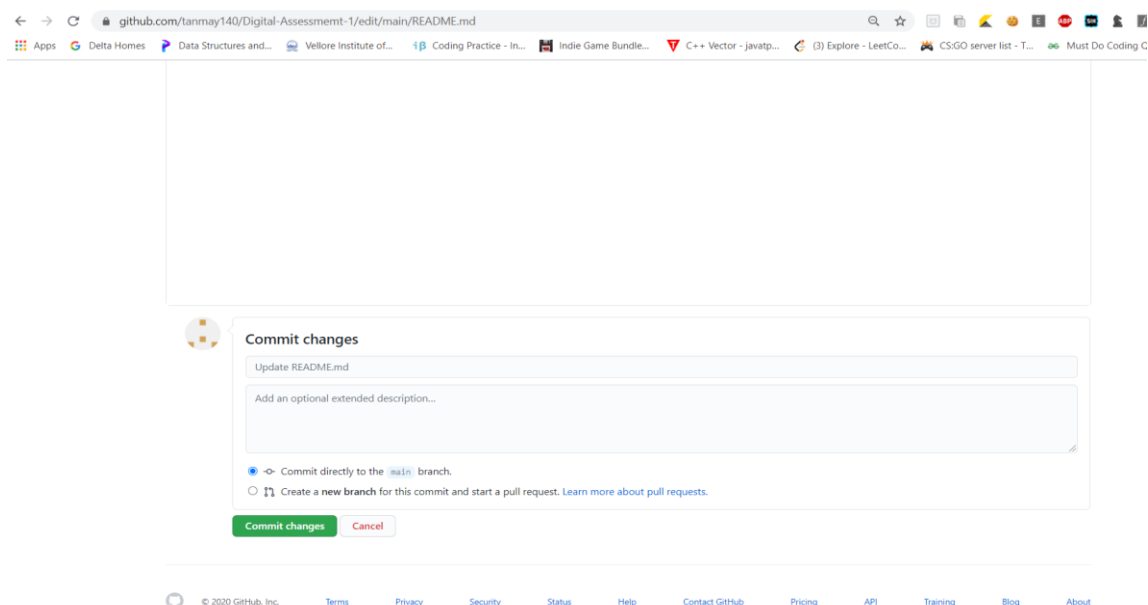 github.com/tanmay140/Digital-Assessmemt-1/edit/main/README.md
Apps Delta Homes Data Structures and... Vellore Institute of... Coding Practice - In... Indie Game Bundle... C++ Vector - javatp... (3) Explore - LeetCo... CS:GO server list - T... Must Do Coding Q
Commit changes
Update README.md
Add an optional extended description...
Commit directly to the main branch.
Create a new branch for this commit and start a pull request. Learn more about pull requests.
Commit changes Cancel
© 2020 GitHub, Inc. Terms Privacy Security Status Help Contact GitHub Pricing API Training Blog About